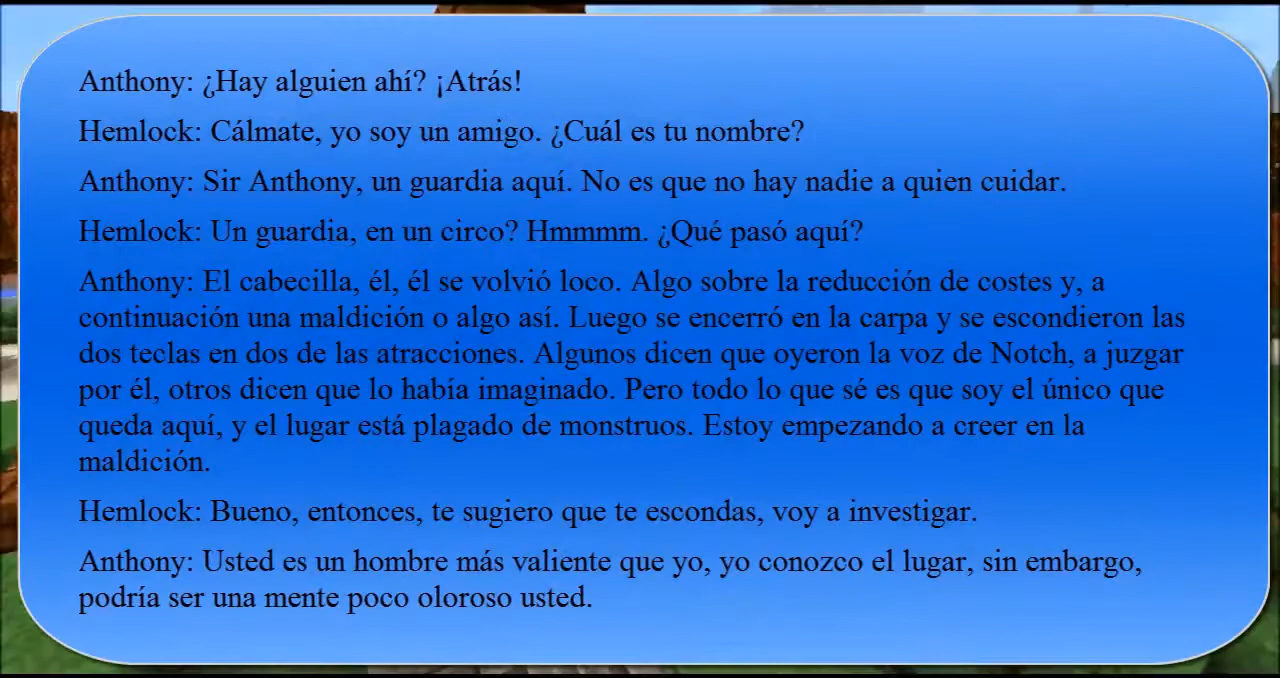 Anthony: ¿Hay alguien ahí? ¡Atrás!
Hemlock: Cálmate, yo soy un amigo. ¿Cuál es tu nombre?
Anthony: Sir Anthony, un guardia aquí. No es que no hay nadie a quien cuidar.
Hemlock: Un guardia, en un circo? Hmmmm. ¿Qué pasó aquí?
Anthony: El cabecilla, él, él se volvió loco. Algo sobre la reducción de costes y, a
continuación una maldición o algo así. Luego se encerró en la carpa y se escondieron las
dos teclas en dos de las atracciones. Algunos dicen que oyeron la voz de Notch, a juzgar
por él, otros dicen que lo había imaginado. Pero todo lo que sé es que soy el único que
queda aquí, y el lugar está plagado de monstruos. Estoy empezando a creer en la
maldición.
Hemlock: Bueno, entonces, te sugiero que te escondas, voy a investigar.
Anthony: Usted es un hombre más valiente que yo, yo conozco el lugar, sin embargo,
podría ser una mente poco oloroso usted.